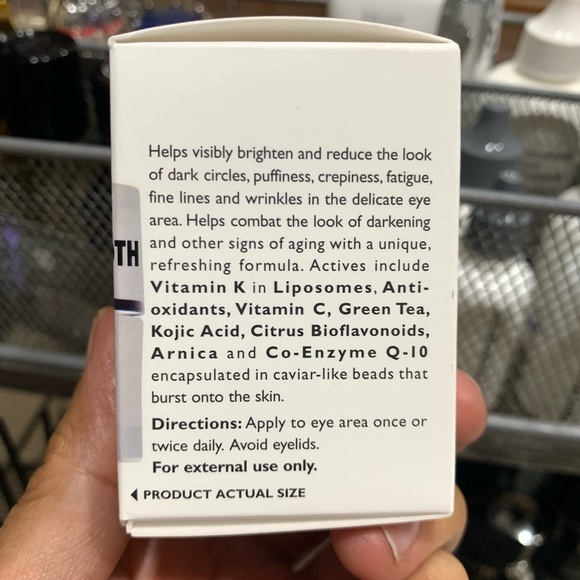 Helps visibly brighten and reduce the look
of dark circles, puffiness, crepiness, fatigue,
fine lines and wrinkles in the delicate eye
area. Helps combat the look of darkening
and other signs of aging with a unique,
refreshing formula. Actives include
Vitamin K in Liposomes, Anti-
oxidants, Vitamin C, Green Tea,
Kojic Acid, Citrus Bioflavonoids,
Arnica and Co-Enzyme Q-10
encapsulated in caviar-like beads that
burst onto the skin.
Directions: Apply to eye area once or
twice daily. Avoid eyelids.
For external use only.
PRODUCT ACTUAL SIZE
TH